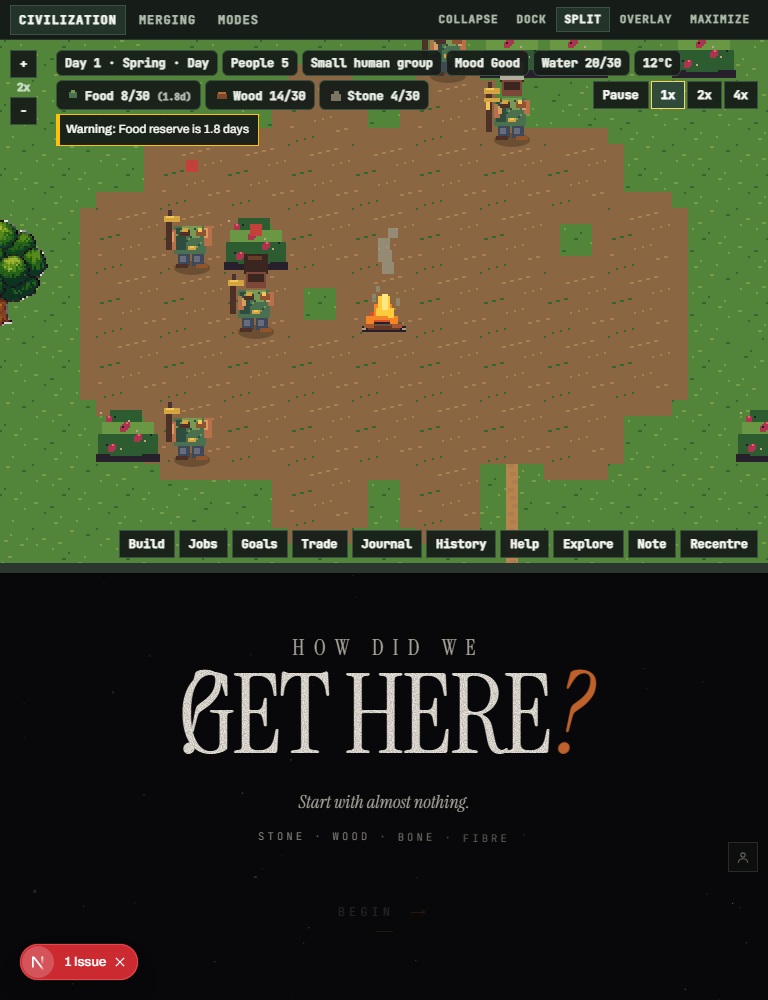 CIVILIZATION MERGING MODES COLLAPSE DOCK SPLIT OVERLAY MAXIMIZE
+ Day 1 · Spring · Day People 5 Small human group Mood Good Water 20/30 12°C
2x
- Food 8/30 (1.8d) Wood 14/30 Stone 4/30 Pause 1x 2x 4x
Warning: Food reserve is 1.8 days
Build Jobs Goals Trade Journal History Help Explore Note Recentre
HOW DID WE
GET HERE?
Start with almost nothing.
STONE · WOOD · BONE · FIBRE
BEGIN →
N 1 Issue ×